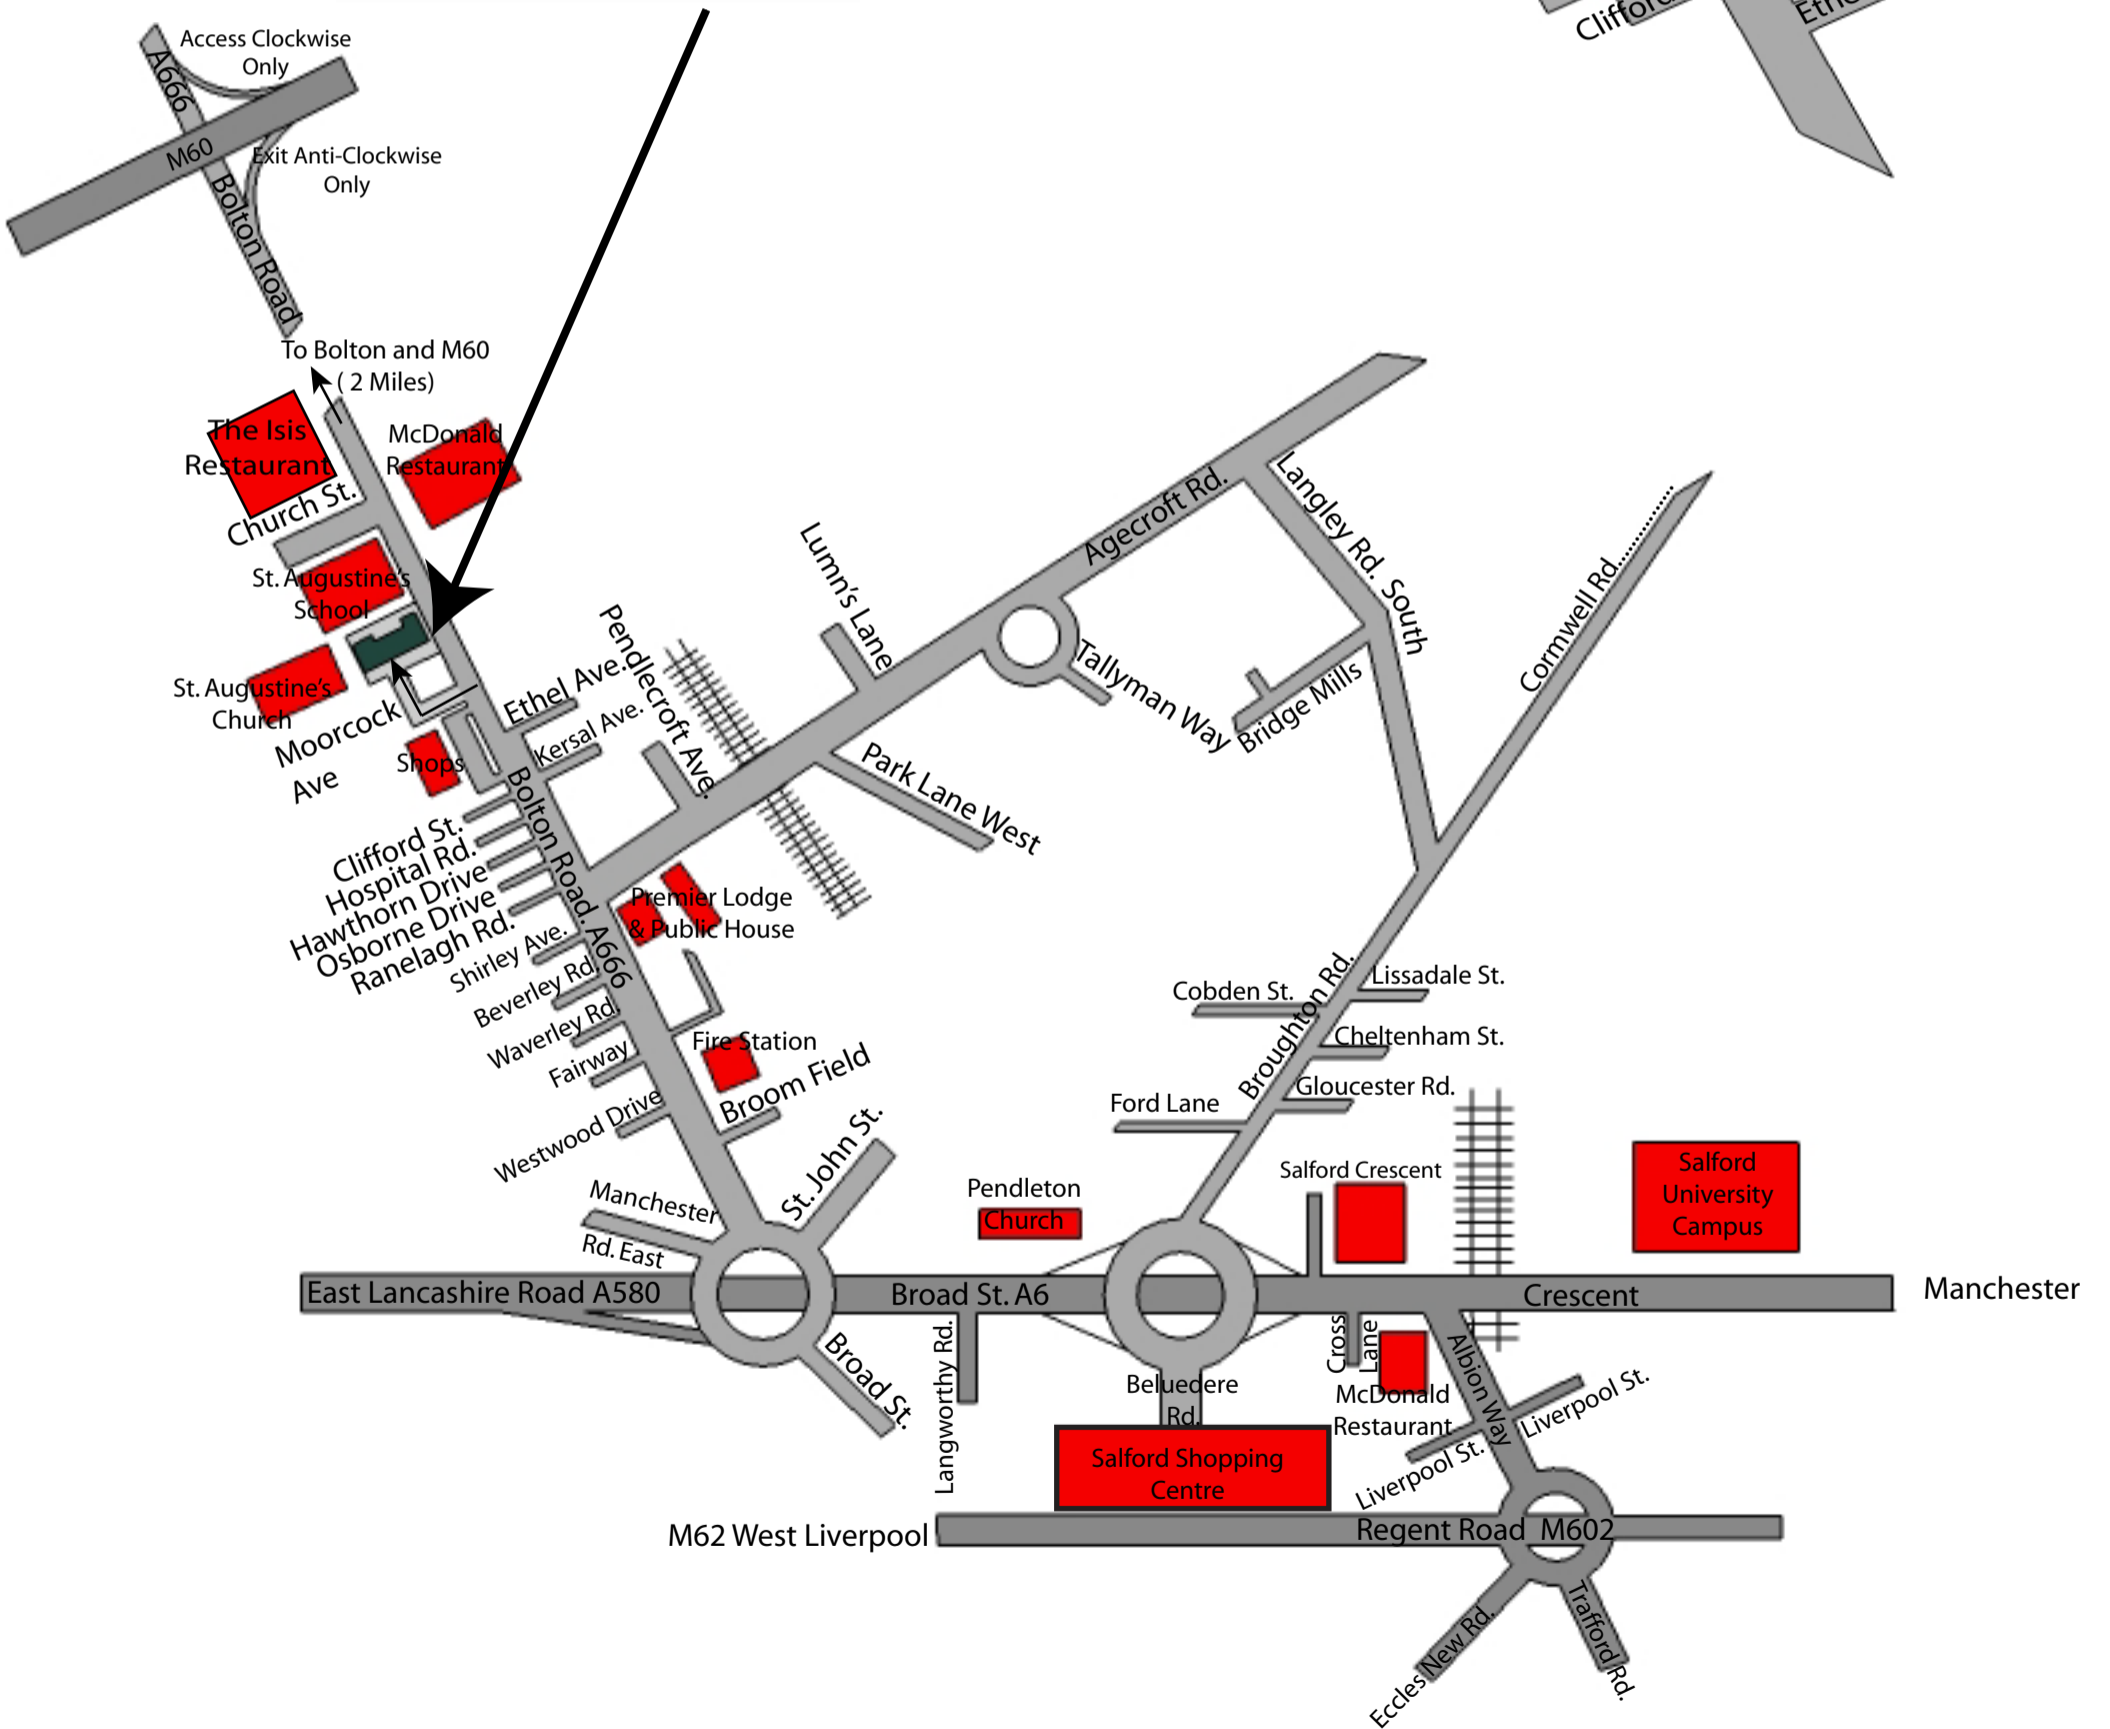 Access Clockwise
Only
A666
M60
Exit Anti-Clockwise
Only
Bolton Road
To Bolton and M60
( 2 Miles)
The Isis
Restaurant
McDonald
Restaurant
Church St.
St. Augustine's
School
St. Augustine's
Church
Moorcock
Ave
Shops
Ethel Ave.
Kersal Ave.
Pendlecroft Ave.
Lumn's Lane
Agecroft Rd.
Langley Rd. South
Tallyman Way
Bridge Mills
Park Lane West
Cornwell Rd...
Clifford St.
Hospital Rd.
Hawthorn Drive
Osborne Drive
Ranelagh Rd.
Shirley Ave.
Beverley Rd.
Waverley Rd.
Fairway
Westwood Drive
Bolton Road. A666
Premier Lodge
& Public House
Fire Station
Broom Field
St. John St.
Manchester
Rd. East
Cobden St.
Broughton Rd.
Lissadale St.
Cheltenham St.
Gloucester Rd.
Ford Lane
Salford Crescent
Pendleton
Church
Salford
University
Campus
East Lancashire Road A580
Broad St. A6
Crescent
Manchester
Broad St.
Langworthy Rd.
Beluedere
Rd.
Cross
Lane
McDonald
Restaurant
Albion Way
Liverpool St.
Liverpool St.
Salford Shopping
Centre
M62 West Liverpool
Regent Road M602
Eccles New Rd.
Trafford Rd.